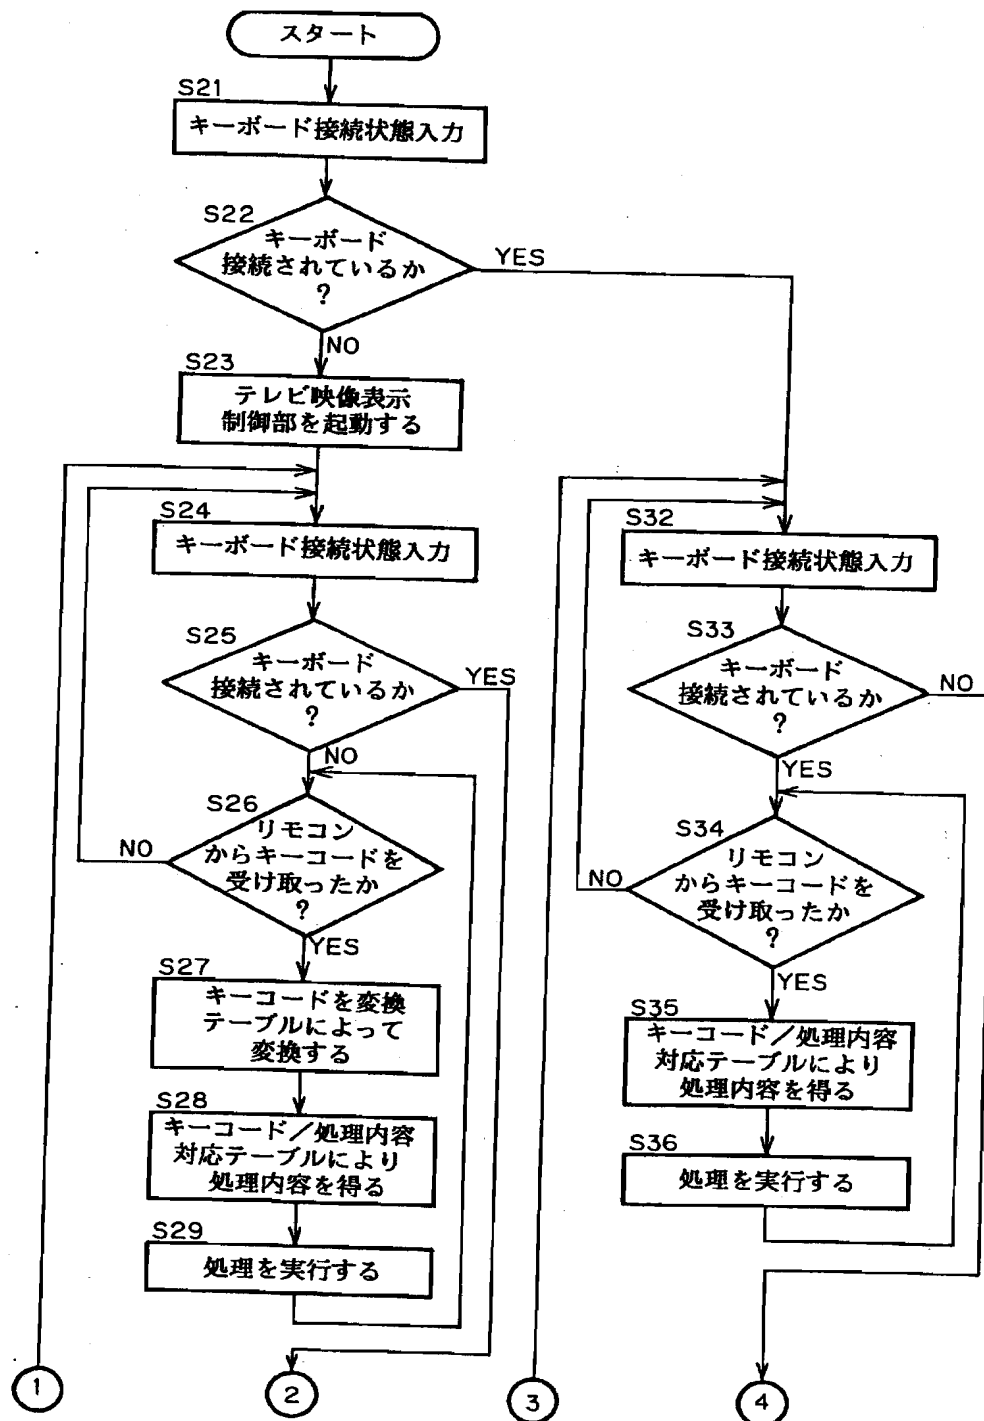 スタート
S21
キーボード接続状態入力
S22
キーボード
接続されているか
?
YES
NO
S23
テレビ映像表示
制御部を起動する
S24
キーボード接続状態入力
S25
キーボード
接続されているか
?
YES
NO
S26
リモコン
からキーコードを
受け取ったか
?
NO
YES
S27
キーコードを変換
テーブルによって
変換する
S28
キーコード/処理内容
対応テーブルにより
処理内容を得る
S29
処理を実行する
S32
キーボード接続状態入力
S33
キーボード
接続されているか
?
NO
YES
S34
リモコン
からキーコードを
受け取ったか
?
NO
YES
S35
キーコード/処理内容
対応テーブルにより
処理内容を得る
S36
処理を実行する
1
2
3
4